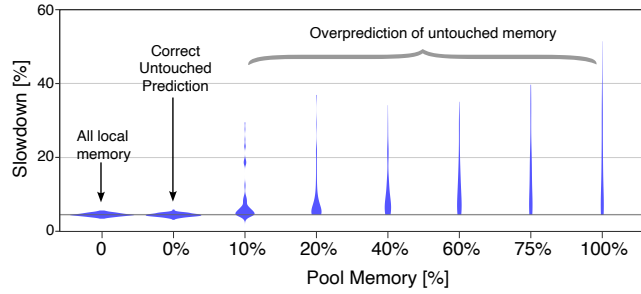 60
40
20
0
Slowdown [%]
Overprediction of untouched memory
Correct
Untouched
Prediction
All local
memory
0
0%
10%
20%
40%
60%
75%
100%
Pool Memory [%]